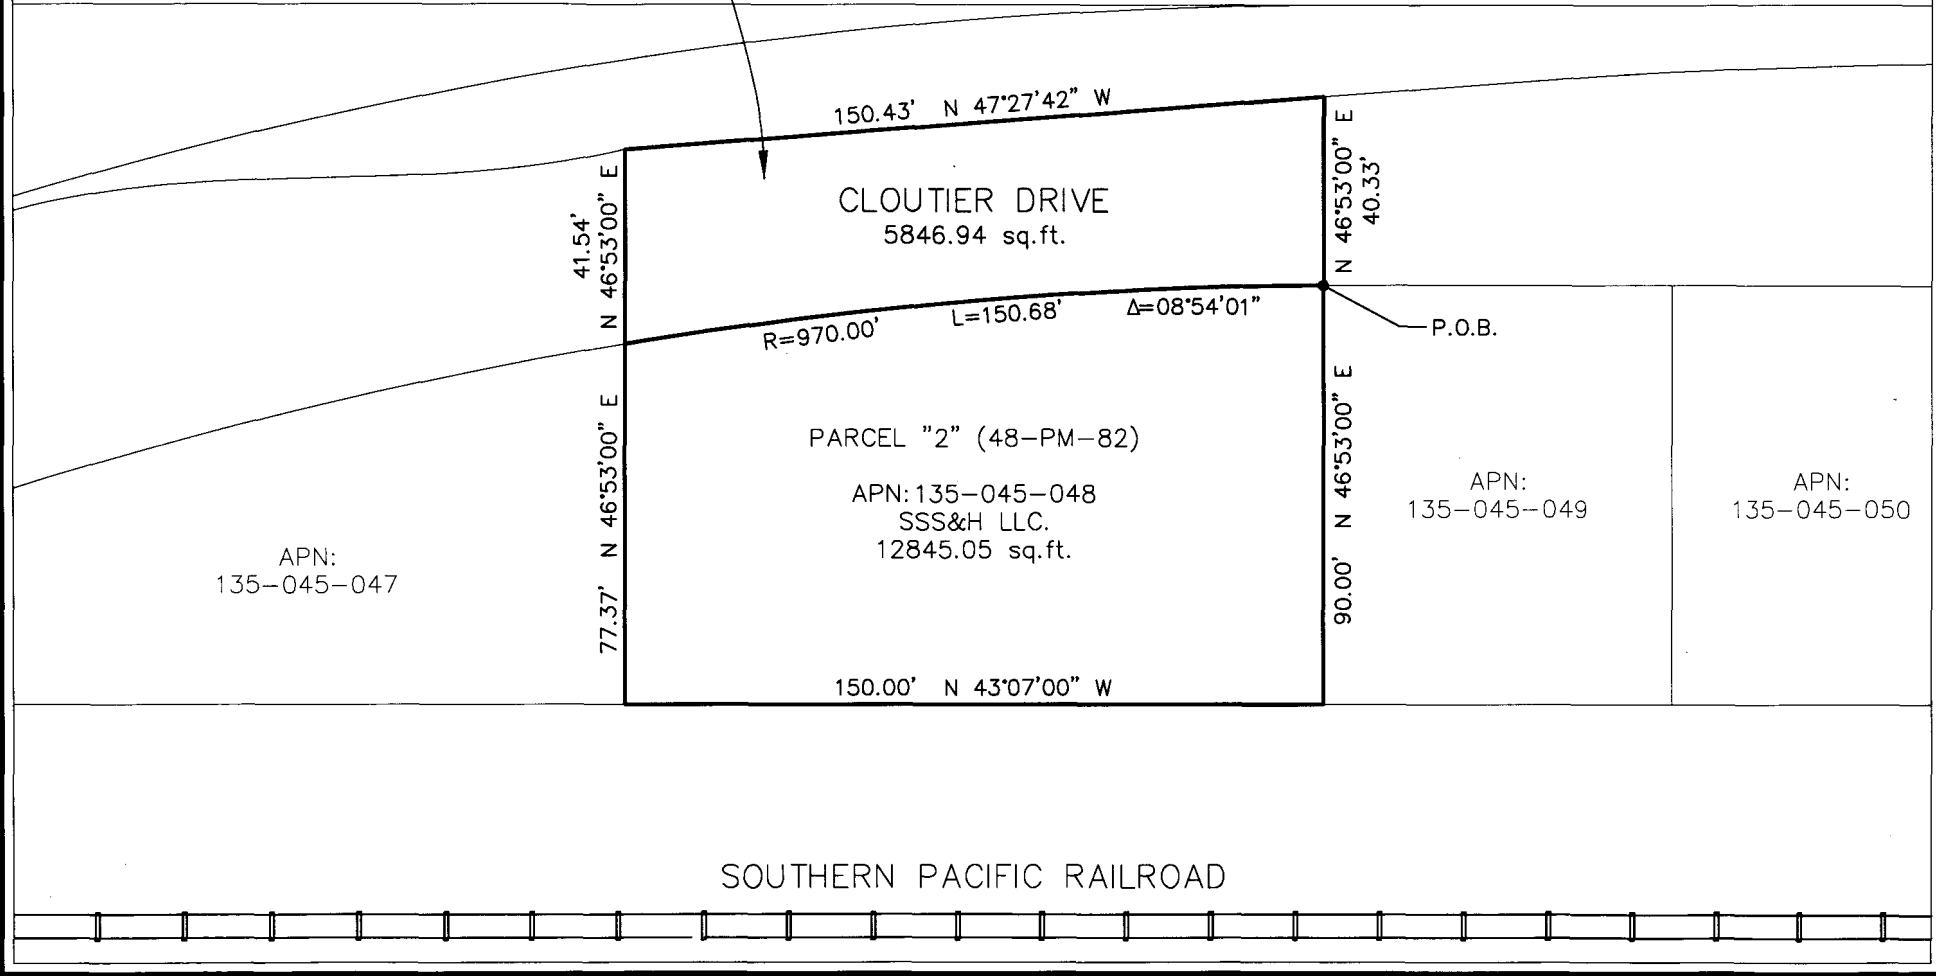 150.43' N 47°27'42" W
N 46°53'00" E
40.33'
41.54'
N 46°53'00" E
CLOUTIER DRIVE
5846.94 sq.ft.
R=970.00' L=150.68' Δ=08°54'01"
P.O.B.
77.37' N 46°53'00" E
90.00' N 46°53'00" E
PARCEL "2" (48-PM-82)
APN:135-045-048
SSS&H LLC.
12845.05 sq.ft.
APN:
135-045-047
APN:
135-045-049
APN:
135-045-050
150.00' N 43°07'00" W
SOUTHERN PACIFIC RAILROAD